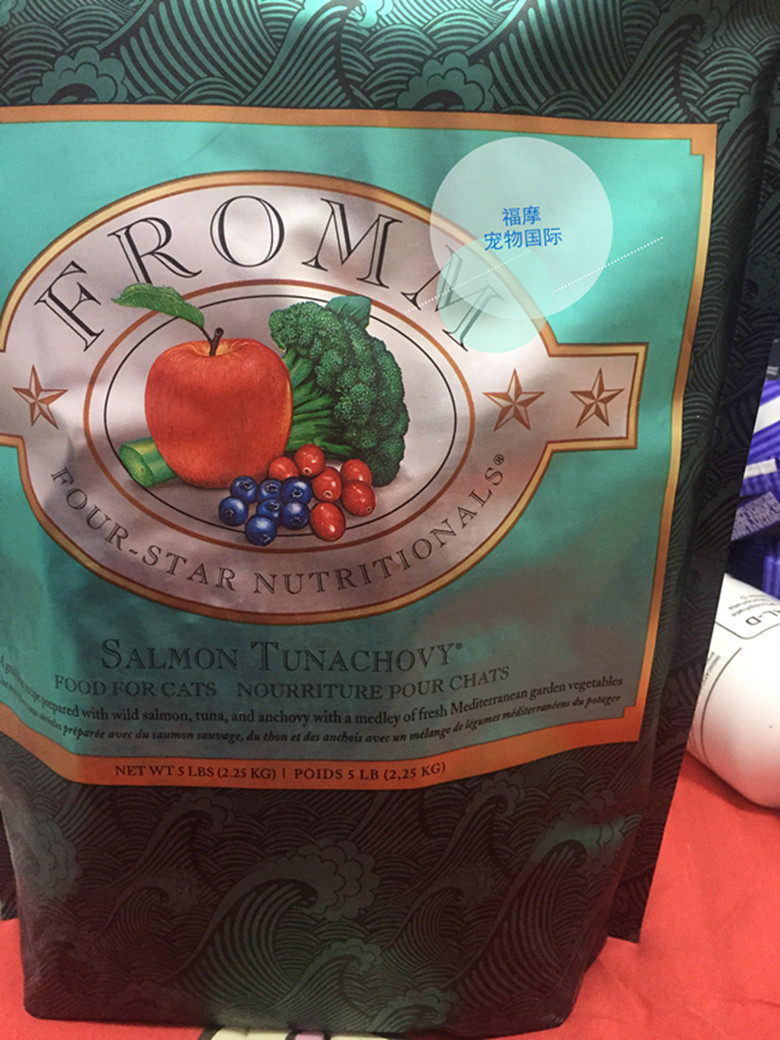 福摩
宠物国际
FROMM
FOUR-STAR NUTRITIONALS®
SALMON TUNACHOVY®
FOOD FOR CATS NOURRITURE POUR CHATS
prepared with wild salmon, tuna, and anchovy with a medley of fresh Mediterranean garden vegetables
préparée avec du saumon sauvage, du thon et des anchois avec un mélange de légumes méditerranéens du potager
NET WT 5 LBS (2.25 KG) | POIDS 5 LB (2,25 KG)
L-D